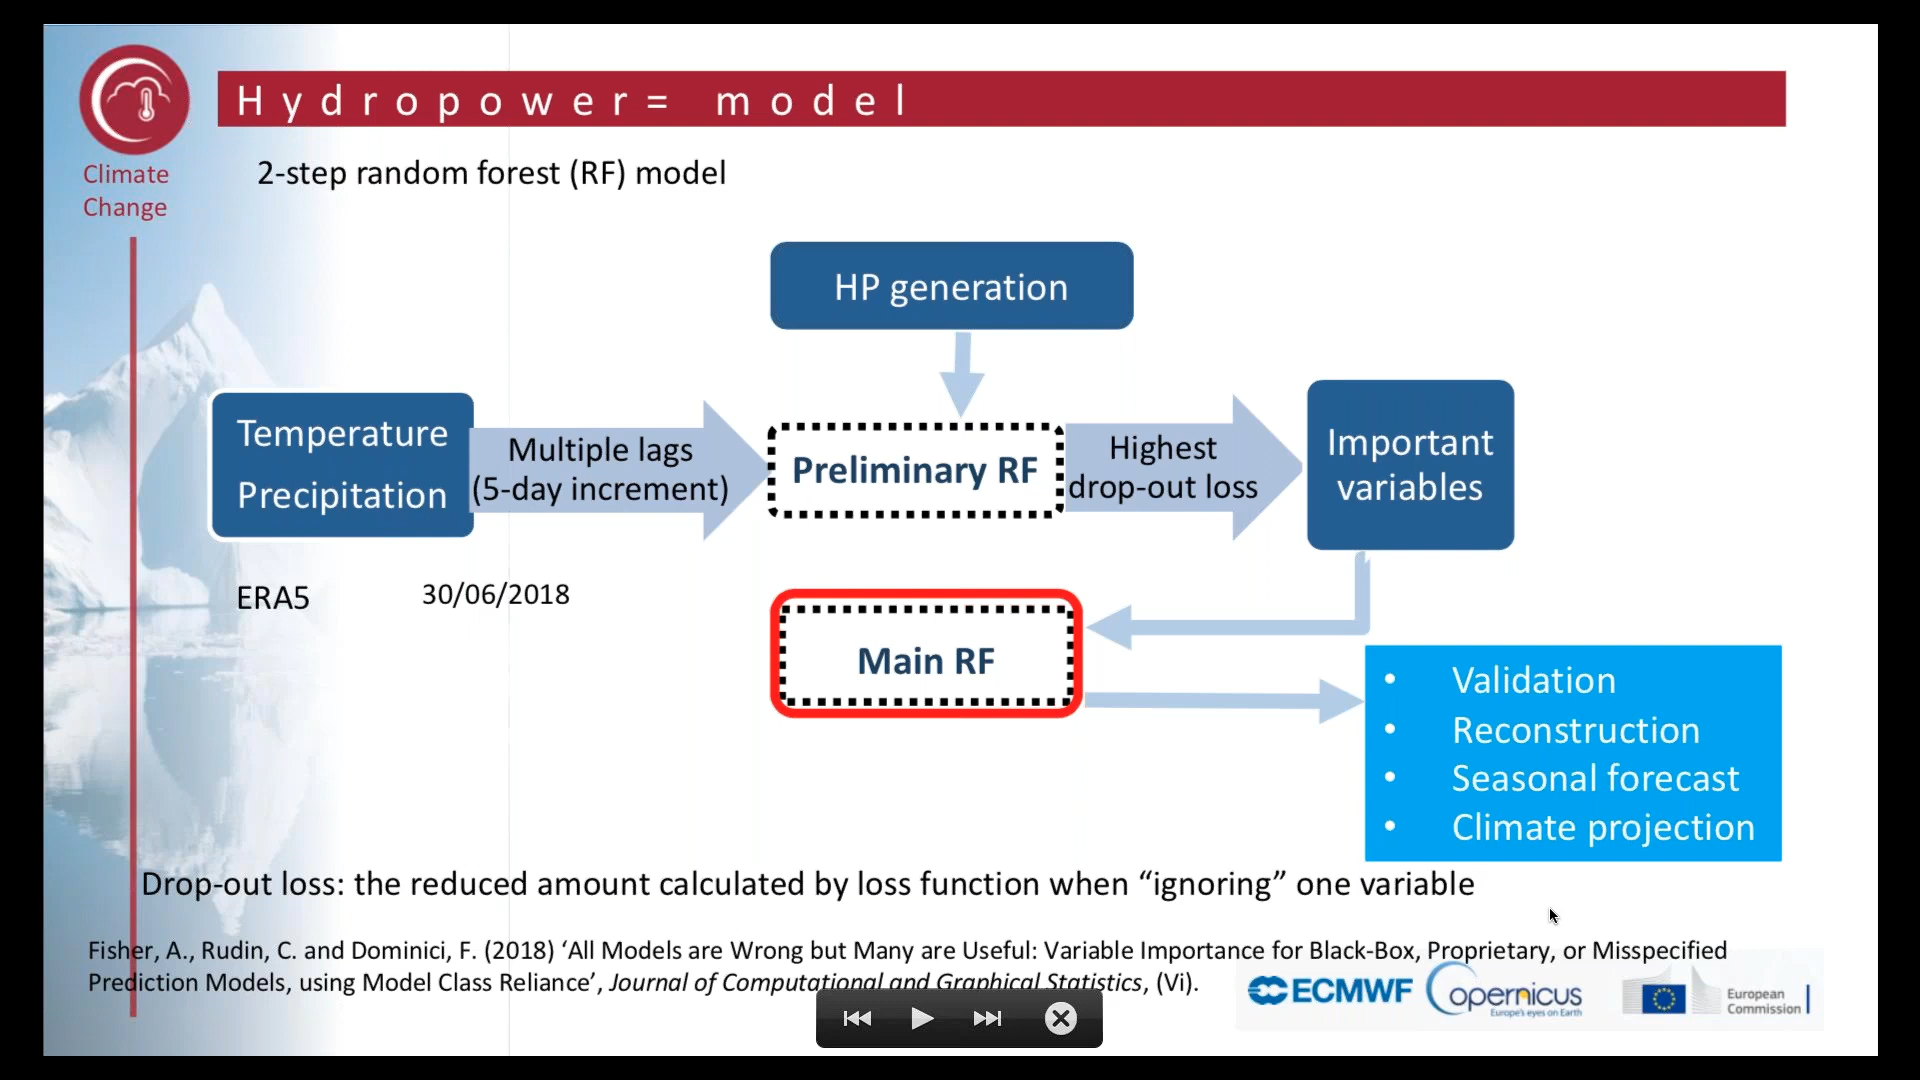 Hydropower= model
Climate
Change
2-step random forest (RF) model
HP generation
Temperature
Precipitation
Multiple lags
(5-day increment)
Preliminary RF
Highest
drop-out loss
Important
variables
ERA5
30/06/2018
Main RF
• Validation
• Reconstruction
• Seasonal forecast
• Climate projection
Drop-out loss: the reduced amount calculated by loss function when “ignoring” one variable
Fisher, A., Rudin, C. and Dominici, F. (2018) ‘All Models are Wrong but Many are Useful: Variable Importance for Black-Box, Proprietary, or Misspecified
Prediction Models, using Model Class Reliance’, Journal of Computational and Graphical Statistics, (Vi).
ECMWF
opernicus
Europe's eyes on Earth
European
Commission